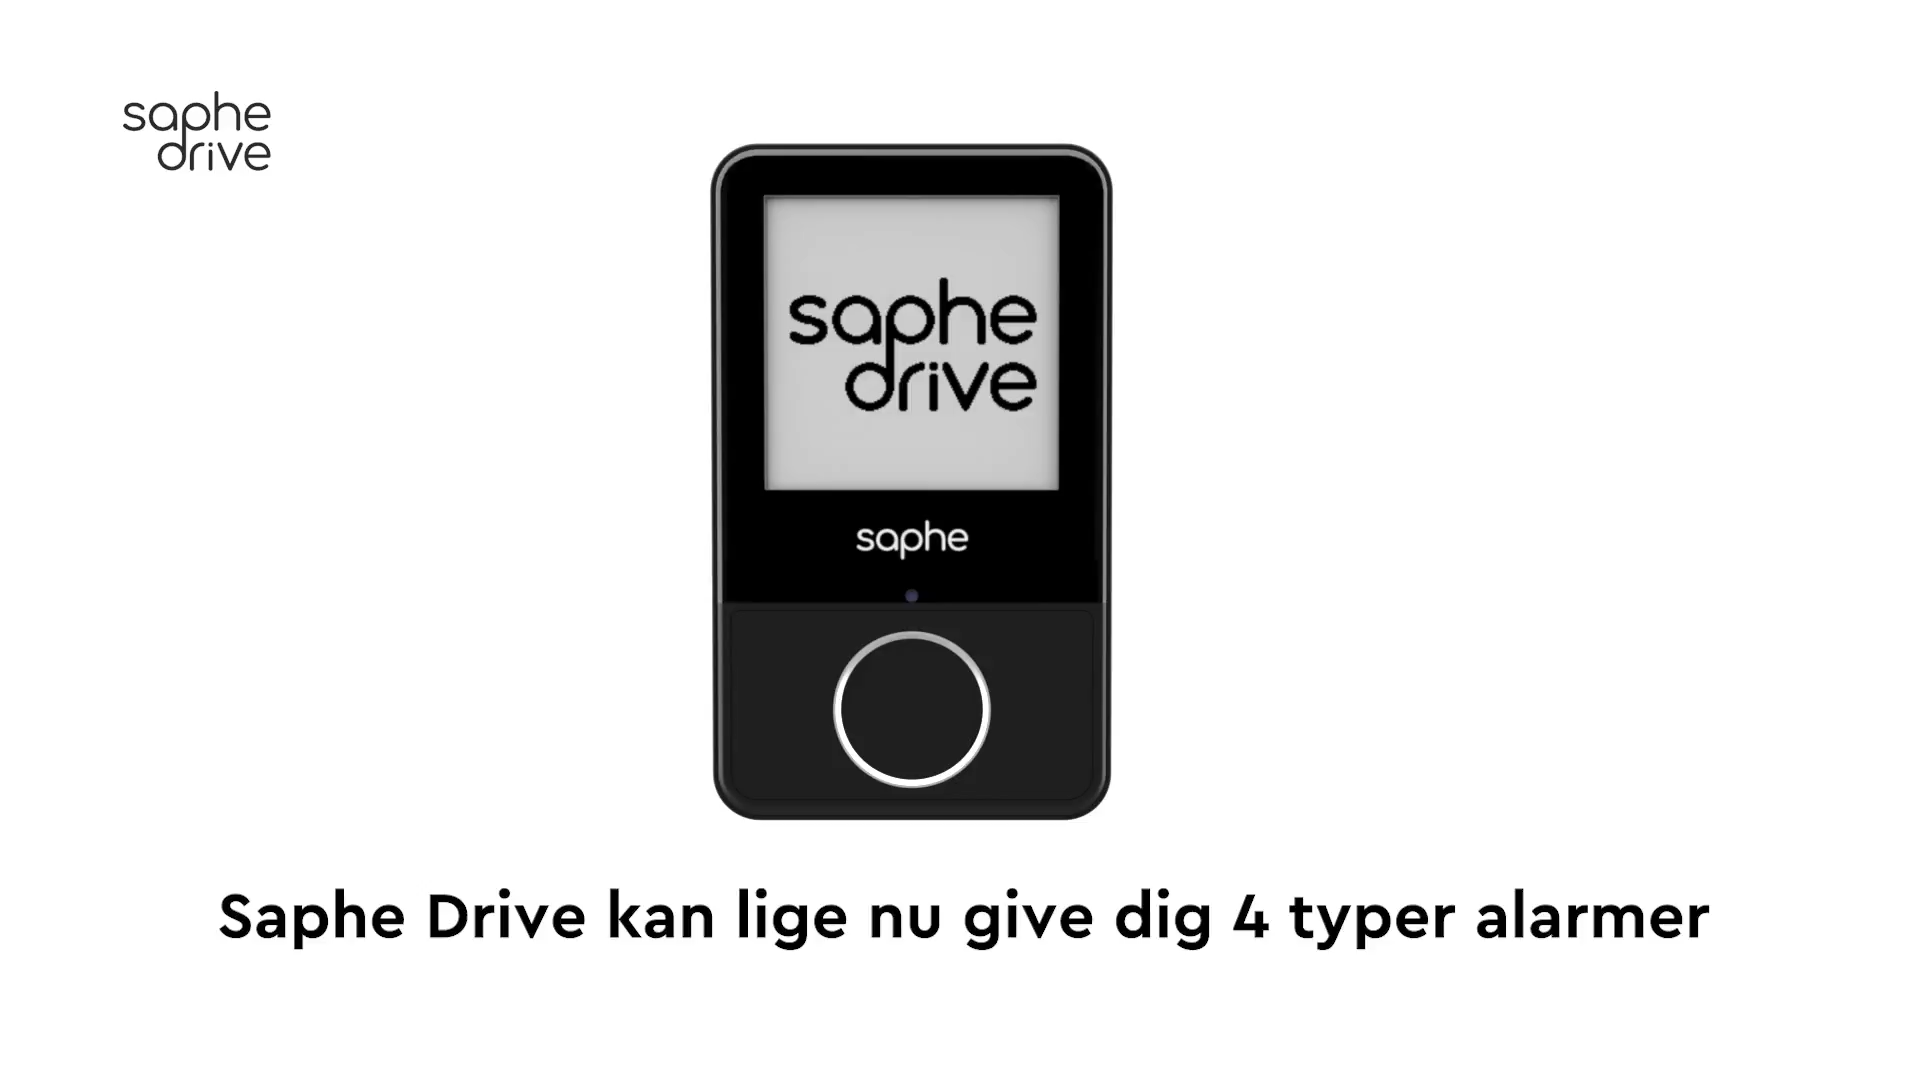 saphe
drive
saphe
drive
saphe
Saphe Drive kan lige nu give dig 4 typer alarmer